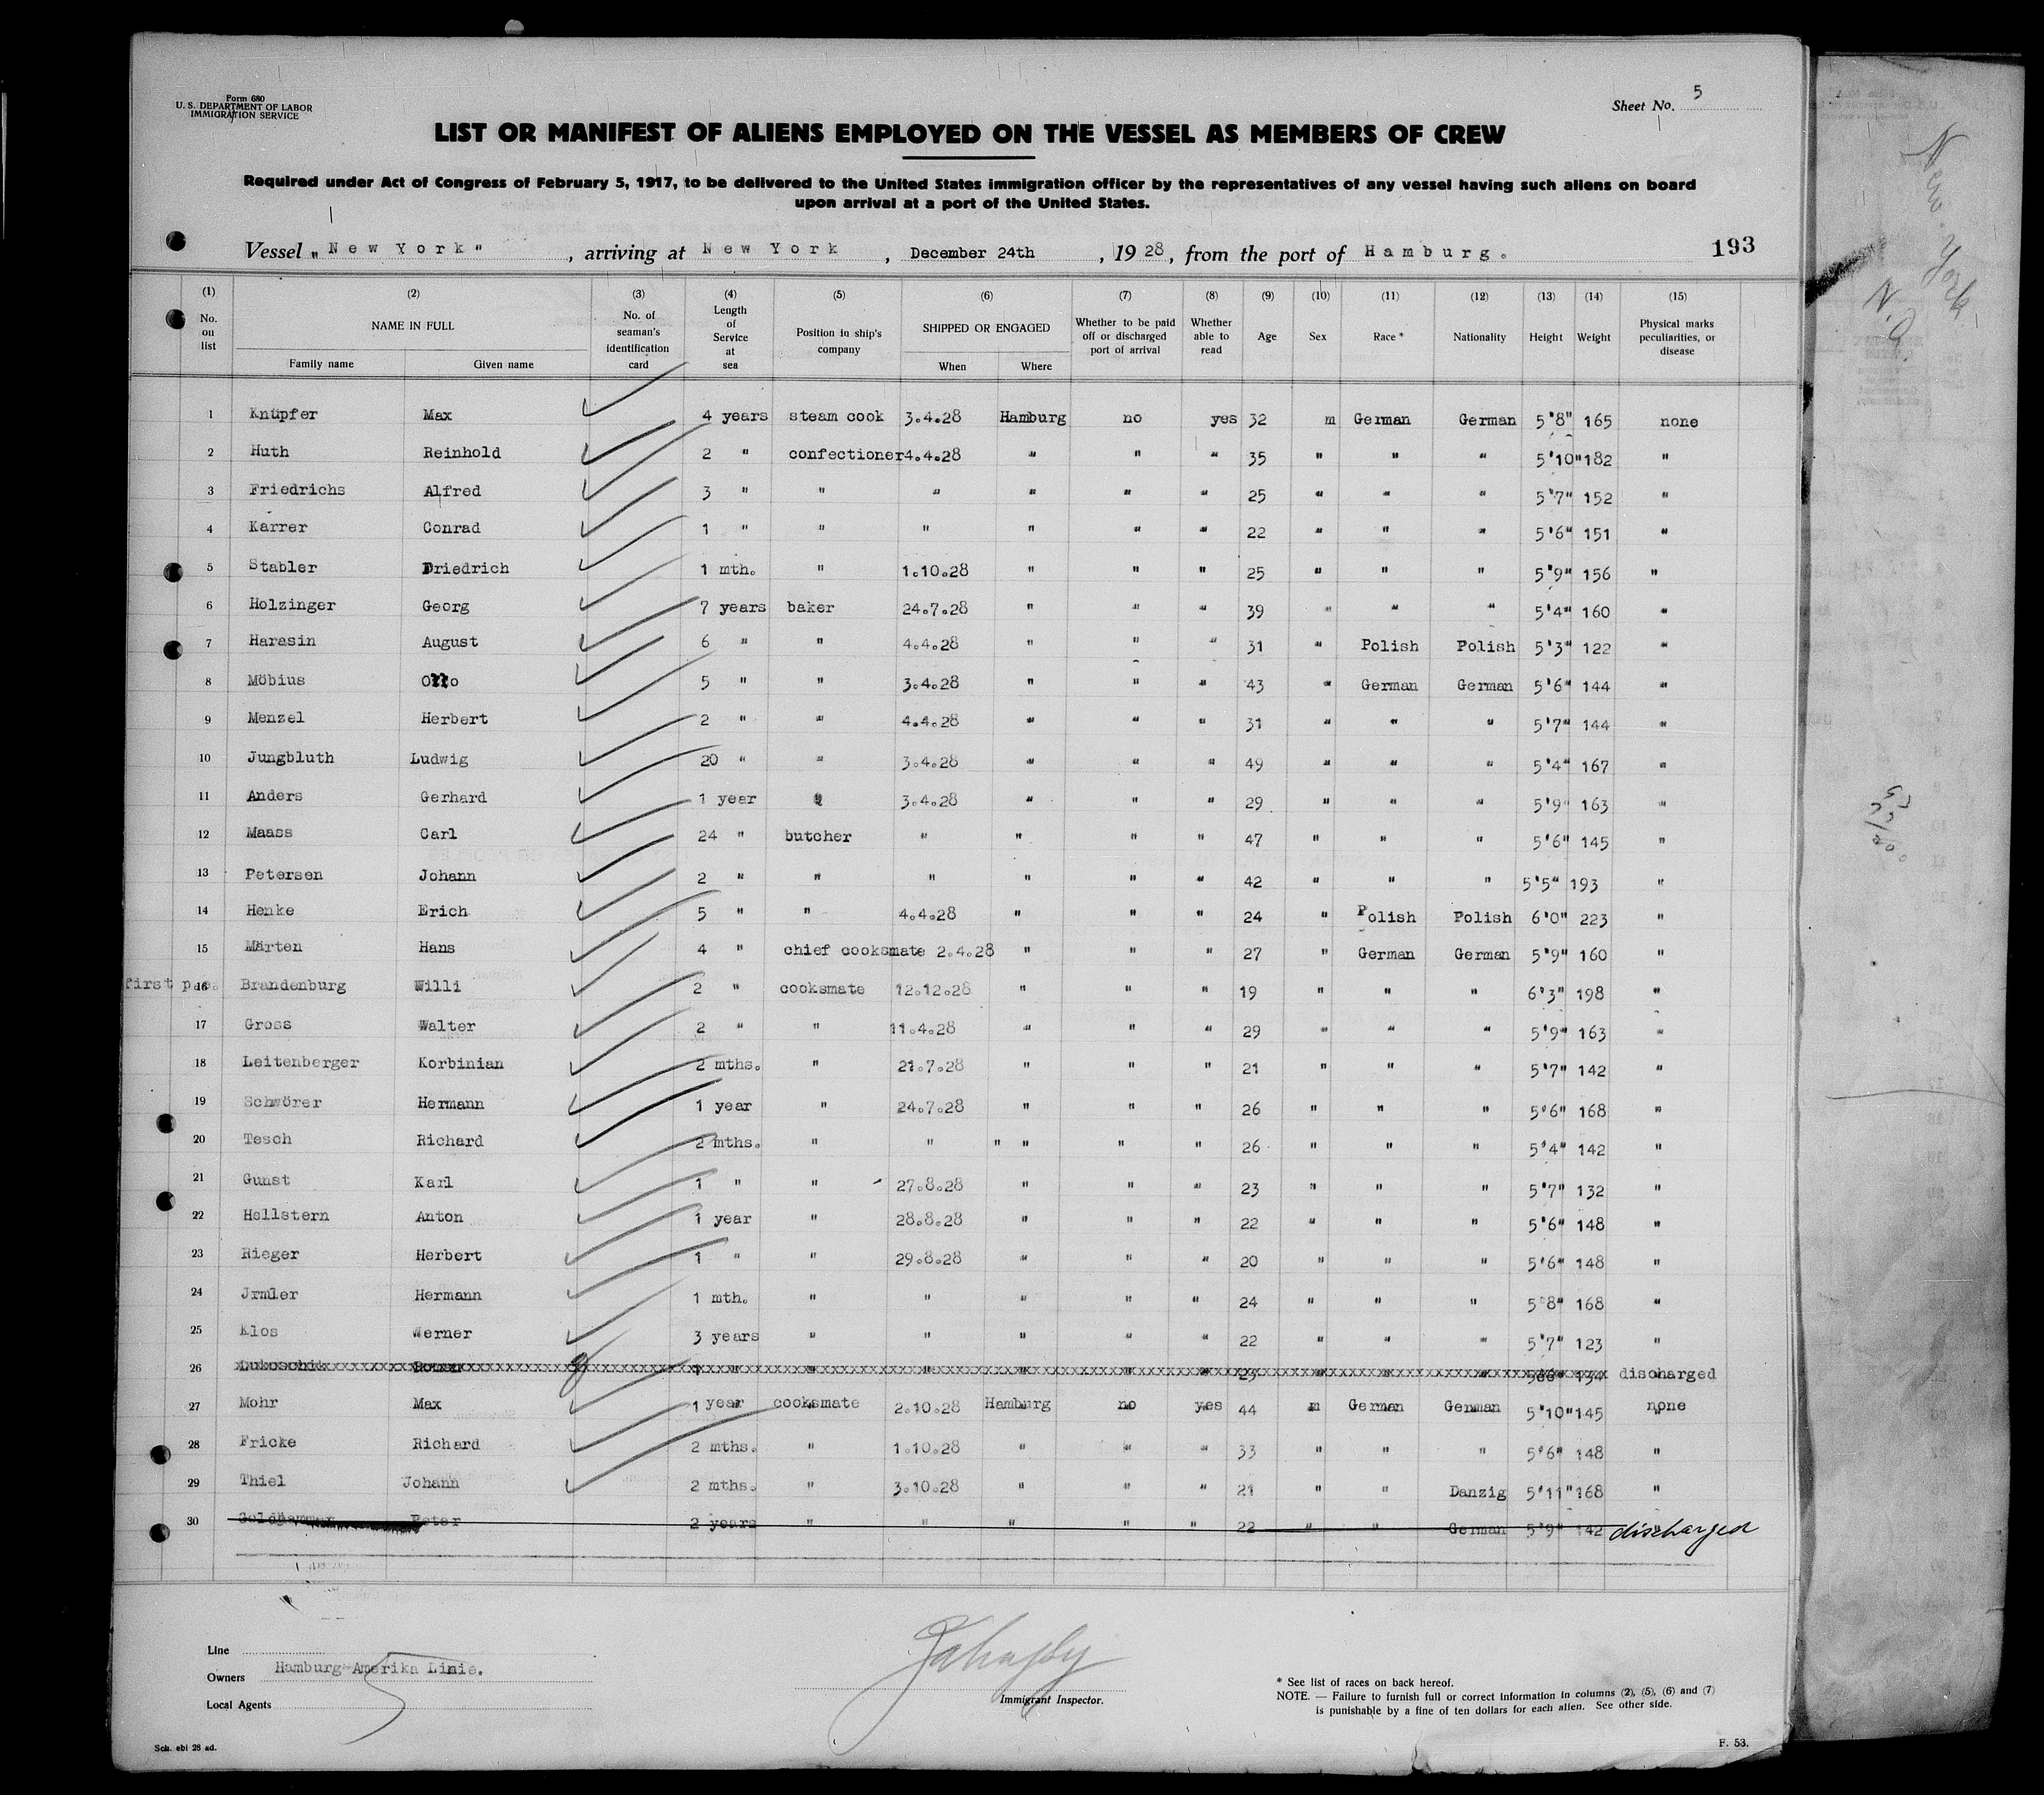 Form 680
U. S. DEPARTMENT OF LABOR
IMMIGRATION SERVICE
Sheet No. 5
LIST OR MANIFEST OF ALIENS EMPLOYED ON THE VESSEL AS MEMBERS OF CREW
Required under Act of Congress of February 5, 1917, to be delivered to the United States immigration officer by the representatives of any vessel having such aliens on board
upon arrival at a port of the United States.
Vessel „New York" , arriving at New York , December 24th , 1928, from the port of Hamburg.
193
(1) (2) (3) (4) (5) (6) (7) (8) (9) (10) (11) (12) (13) (14) (15)
No. on list NAME IN FULL Family name Given name No. of seaman's identification card Length of Service at sea Position in ship's company SHIPPED OR ENGAGED When Where Whether to be paid off or discharged port of arrival Whether able to read Age Sex Race * Nationality Height Weight Physical marks peculiarities, or disease
1 Knüpfer Max 4 years steam cook 3.4.28 Hamburg no yes 32 m German German 5'8" 165 none
2 Huth Reinhold 2 " confectioner 4.4.28 " " " 35 " " " 5'10" 182 "
3 Friedrichs Alfred 3 " " " " " " 25 " " " 5'7" 152 "
4 Karrer Conrad 1 " " " " " " 22 " " " 5'6" 151 "
5 Stabler Friedrich 1 mth. " 1.10.28 " " " 25 " " " 5'9" 156 "
6 Holzinger Georg 7 years baker 24.7.28 " " " 39 " " " 5'4" 160 "
7 Harasin August 6 " " 4.4.28 " " " 31 " Polish Polish 5'3" 122 "
8 Möbius Otto 5 " " 3.4.28 " " " 43 " German German 5'6" 144 "
9 Menzel Herbert 2 " " 4.4.28 " " " 31 " " " 5'7" 144 "
10 Jungbluth Ludwig 20 " " 3.4.28 " " " 49 " " " 5'4" 167 "
11 Anders Gerhard 1 year " 3.4.28 " " " 29 " " " 5'9" 163 "
12 Maass Carl 24 " butcher " " " " 47 " " " 5'6" 145 "
13 Petersen Johann 2 " " " " " " 42 " " " 5'5" 193 "
14 Henke Erich 5 " " 4.4.28 " " " 24 " Polish Polish 6'0" 223 "
15 Märten Hans 4 " chief cooksmate 2.4.28 " " " 27 " German German 5'9" 160 "
first p. 16 Brandenburg Willi 2 " cooksmate 12.12.28 " " " 19 " " " 6'3" 198 "
17 Gross Walter 2 " " 11.4.28 " " " 29 " " " 5'9" 163 "
18 Leitenberger Korbinian 2 mths. " 21.7.28 " " " 21 " " " 5'7" 142 "
19 Schwörer Hermann 1 year " 24.7.28 " " " 26 " " " 5'6" 168 "
20 Tesch Richard 2 mths. " " " " " " 26 " " " 5'4" 142 "
21 Gunst Karl 1 " " 27.8.28 " " " 23 " " " 5'7" 132 "
22 Hellstern Anton 1 year " 28.8.28 " " " 22 " " " 5'6" 148 "
23 Rieger Herbert 1 " " 29.8.28 " " " 20 " " " 5'6" 148 "
24 Jrmler Hermann 1 mth. " " " " " 24 " " " 5'8" 168 "
25 Klos Werner 3 years " " " " " 22 " " " 5'7" 123 "
26 Lukoschik Roman 1 " " " " " " 23 " " " 134 discharged
27 Mohr Max 1 year cooksmate 2.10.28 Hamburg no yes 44 m German German 5'10" 145 none
28 Fricke Richard 2 mths. " 1.10.28 " " " 33 " " " 5'6" 148 "
29 Thiel Johann 2 mths. " 3.10.28 " " " 21 " " Danzig 5'11" 168 "
30 Goldhammer Peter 2 years " " " " " 22 " " German 5'9" 142 discharged
Line
Owners Hamburg-Amerika Linie.
Local Agents
5
Immigrant Inspector.
* See list of races on back hereof.
NOTE. — Failure to furnish full or correct information in columns (2), (5), (6) and (7)
is punishable by a fine of ten dollars for each alien. See other side.
Sch. ebi 28 ad.
F. 53.
New York
N.Y.